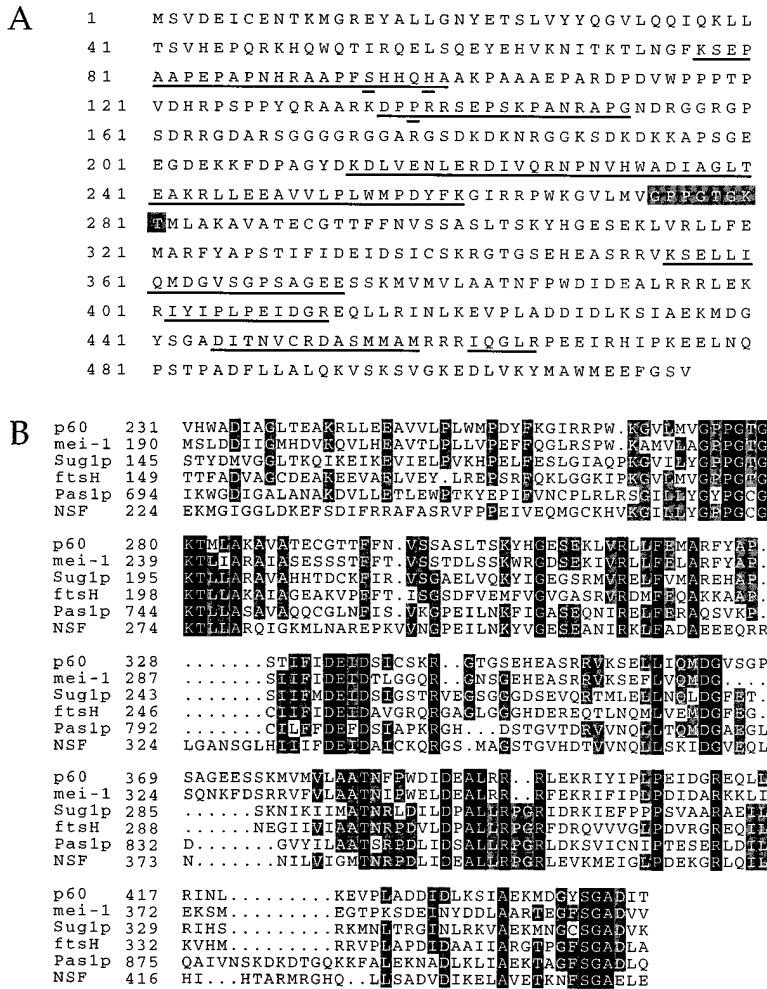 A
1 MSVDEICENTKMGREYALLGNYETSLVYYQGVLQQIQKLL
41 TSVHEPQRKHQWQTIRQELSQEYEHVKNITKTLNGFKSEP
81 AAPEPAPNHRAAPFSHHQHAAKPAAAEPARDPDVWPPPTP
121 VDHRPSPPYQRAARKDPPRRSEPSKPANRAPGNDRGGRGP
161 SDRRGDARSGGGGRGGARGSDKDKNRGGKSDKDKKAPSGE
201 EGDEKKFDPAGYDKDLVENLERDIVQRNPNVHWADIAGLT
241 EAKRLLEEAVVLPLWMPDYFKGIRRPWKGVLMVGPPGTGK
281 TMLAKAVATECGTTFFNVSSASLTSKYHGESEKLVRLLFE
321 MARFYAPSTIFIDEIDSICSKRGTGSEHEASRRVKSELLI
361 QMDGVSGPSAGEESSKMVMVLAATNFPWDIDEALRRRLEK
401 RIYIPLPEIDGREQLLRINLKEVPLADDIDLKSIAEKMDG
441 YSGADITNVCRDASMMAMRRRIQGLRPEEIRHIPKEELNQ
481 PSTPADFLLALQKVSKSVGKEDLVKYMAWMEEFGSV
B
p60 231 VHWADIAGLTEAKRLLEEAVVLPLWMPDYFKGIRRPW.KGVLMVGPPGTG
mei-1 190 MSLDDIIGMHDVKQVLHEAVTLPLLVPEFFQGLRSPW.KAMVLAGPPGTG
Sug1p 145 STYDMVGGLTKQIKEIKEVIELPVKHPELFESLGIAQPKGVILYGPPGTG
ftsH 149 TTFADVAGCDEAKEEVAELVEY.LREPSRFQKLGGKIPKGVLMVGPPGTG
Pas1p 694 IKWGDIGALANAKDVLLETLEWPTKYEPIFVNCPLRLRSGILLYGYPGCG
NSF 224 EKMGIGGLDKEFSDIFRRAFASRVFPPEIVEQMGCKHVKGILLYGPPGCG
p60 280 KTMLAKAVATECGTTFFN.VSSASLTSKYHGESEKLVRLLFEMARFYAP.
mei-1 239 KTLIARAIASESSSTFFT.VSSTDLSSKWRGDSEKIVRLLFELARFYAP.
Sug1p 195 KTLLARAVAHHTDCKFIR.VSGAELVQKYIGEGSRMVRELFVMAREHAP.
ftsH 198 KTLLAKAIAGEAKVPFFT.ISGSDFVEMFVGVGASRVRDMFEQAKKAAP.
Pas1p 744 KTLLASAVAQQCGLNFIS.VKGPEILNKFIGASEQNIRELFERAQSVKP.
NSF 274 KTLLARQIGKMLNAREPKVVNGPEILNKYVGESEANIRKLFADAEEEQRR
p60 328 .......STIFIDEIDSICSKR..GTGSEHEASRRVKSELLIQMDGVSGP
mei-1 287 .......SIIFIDEIDTLGGQR..GNSGEHEASRRVKSEFLVQMDG....
Sug1p 243 .......SIIFMDEIDSIGSTRVEGSGGGDSEVQRTMLELLNQLDGFET.
ftsH 246 .......CIIFIDEIDAVGRQRGAGLGGGHDEREQTLNQMLVEMDGFEG.
Pas1p 792 .......CILFFDEFDSIAPKRGH...DSTGVTDRVVNQLLTQMDGAEG.
NSF 324 LGANSGLHIIIFDEIDAICKQRGS..MAGSTGVHDTVVNQLLSKIDGVEQL
p60 369 SAGEESSKMVMVLAATNFPWDIDEALRR..RLEKRIYIPLPEIDGREQLL
mei-1 324 SQNKFDSRRVFVLAATNIPWELDEALRR..RFEKRIFIPLPDIDARKKLI
Sug1p 285 .....SKNIKIIMATNRLDILDPALLRPGRIDRKIEFPPPSVAARAEIL
ftsH 288 .....NEGIIVIAATNRPDVLDPALLRPGRFDRQVVVGLPDVRGREQIL
Pas1p 832 D......GVYILAATSRPDLIDSALLRPGRLDKSVICNIPTESERLDIL
NSF 373 N......NILVIGMTNRPDLIDEALLRPGRLEVKMEIGLPDEKGRLQIL
p60 417 RINL.........KEVPLADDIDLKSIAEKMDGYSGADIT
mei-1 372 EKSM.........EGTPKSDEINYDDLAARTEGFSGADVV
Sug1p 329 RIHS.........RKMNLTRGINLRKVAEKMNGCSGADVK
ftsH 332 KVHM.........RRVPLAPDIDAAIIARGTPGFSGADLA
Pas1p 875 QAIVNSKDKDTGQKKFALEKNADLKLIAEKTAGFSGADLQ
NSF 416 HI...HTARMRGHQ..LLSADVDIKELAVETKNFSGAELE